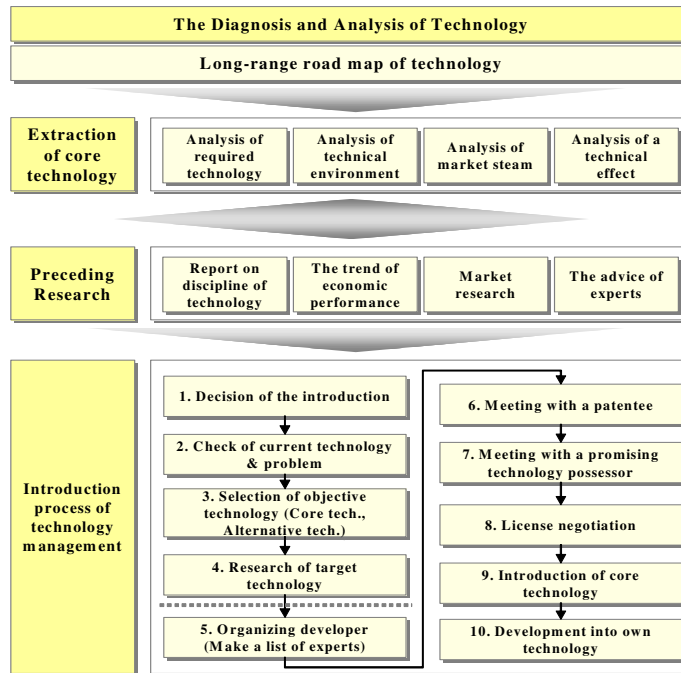 The Diagnosis and Analysis of Technology
Long-range road map of technology
Extraction
of core
technology
Analysis of
required
technology
Analysis of
technical
environment
Analysis of
market steam
Analysis of a
technical
effect
Preceding
Research
Report on
discipline of
technology
The trend of
economic
performance
Market
research
The advice of
experts
Introduction
process of
technology
management
1. Decision of the introduction
2. Check of current technology
& problem
3. Selection of objective
technology (Core tech.,
Alternative tech.)
4. Research of target
technology
5. Organizing developer
(Make a list of experts)
6. Meeting with a patentee
7. Meeting with a promising
technology possessor
8. License negotiation
9. Introduction of core
technology
10. Development into own
technology